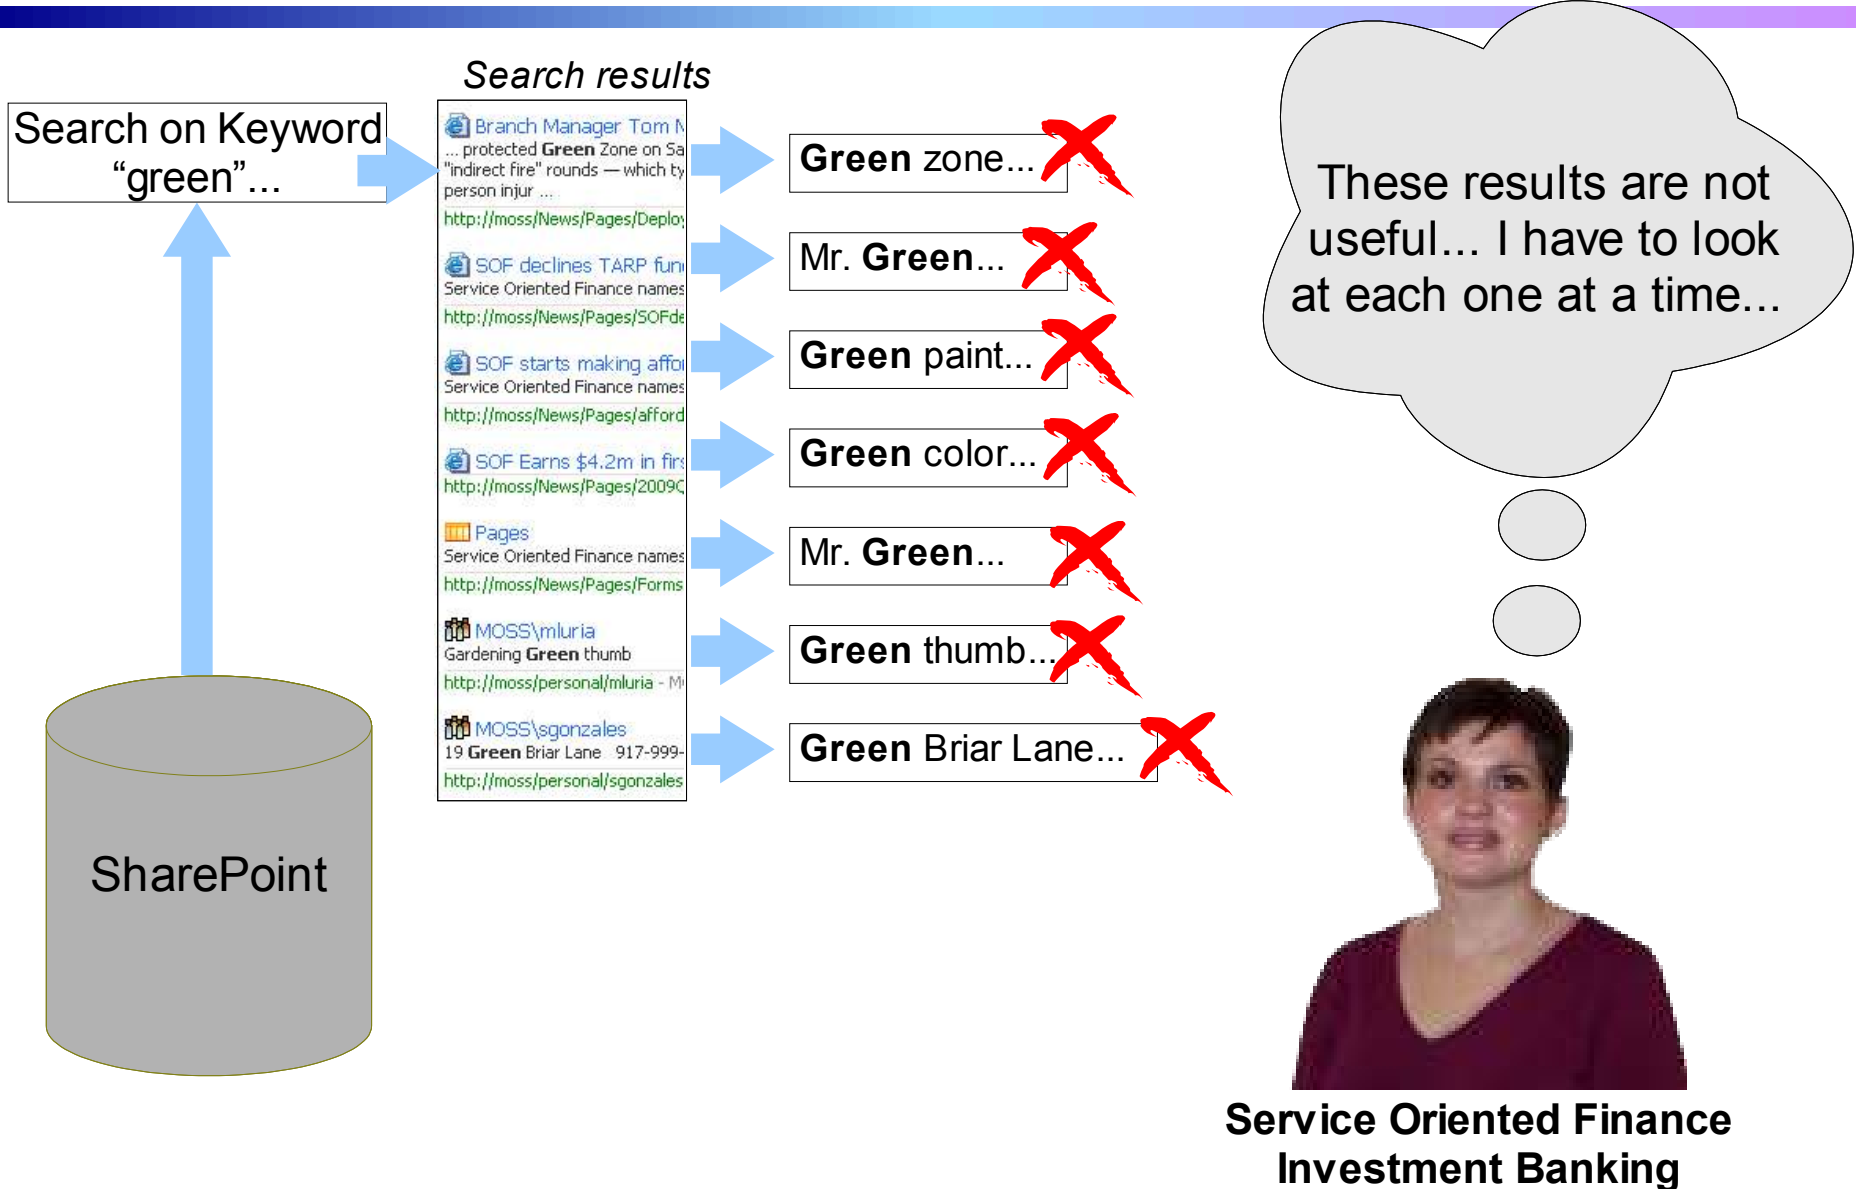 Search results
Search on Keyword
“green”...
Branch Manager Tom
... protected Green Zone on Sa
"indirect fire" rounds — which ty
person injur ...
http://moss/News/Pages/Deploy
SOF declines TARP fun
Service Oriented Finance names
http://moss/News/Pages/SOFde
SOF starts making affor
Service Oriented Finance names
http://moss/News/Pages/afford
SOF Earns $4.2m in firs
http://moss/News/Pages/2009Q
Pages
Service Oriented Finance names
http://moss/News/Pages/Forms
MOSS\mluria
Gardening Green thumb
http://moss/personal/mluria - M
MOSS\sgonzales
19 Green Briar Lane 917-999-
http://moss/personal/sgonzales
Green zone...
Mr. Green...
Green paint...
Green color...
Mr. Green...
Green thumb...
Green Briar Lane...
These results are not
useful... I have to look
at each one at a time...
SharePoint
Service Oriented Finance
Investment Banking